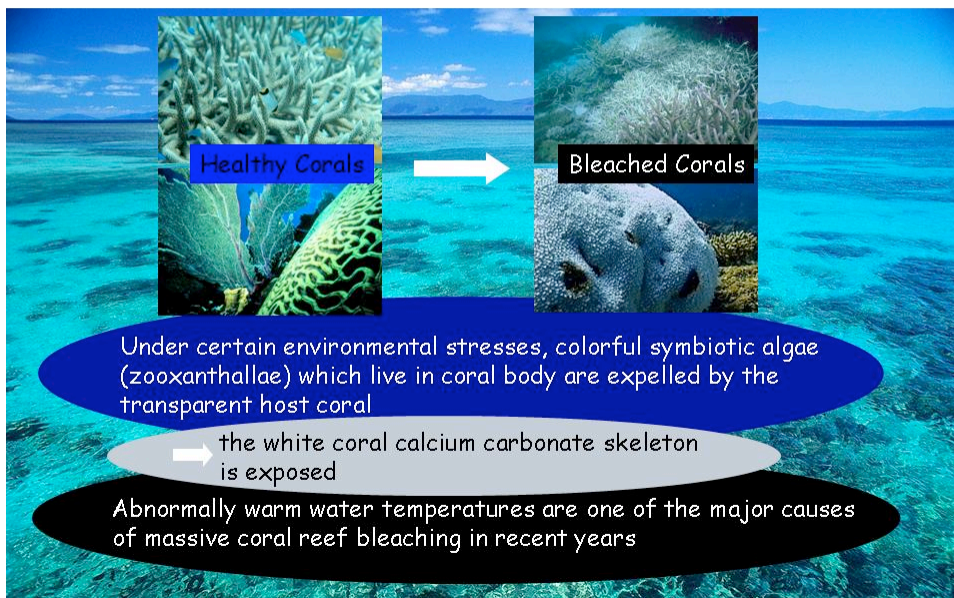 Healthy Corals
Bleached Corals
Under certain environmental stresses, colorful symbiotic algae
(zooxanthallae) which live in coral body are expelled by the
transparent host coral
the white coral calcium carbonate skeleton
is exposed
Abnormally warm water temperatures are one of the major causes
of massive coral reef bleaching in recent years